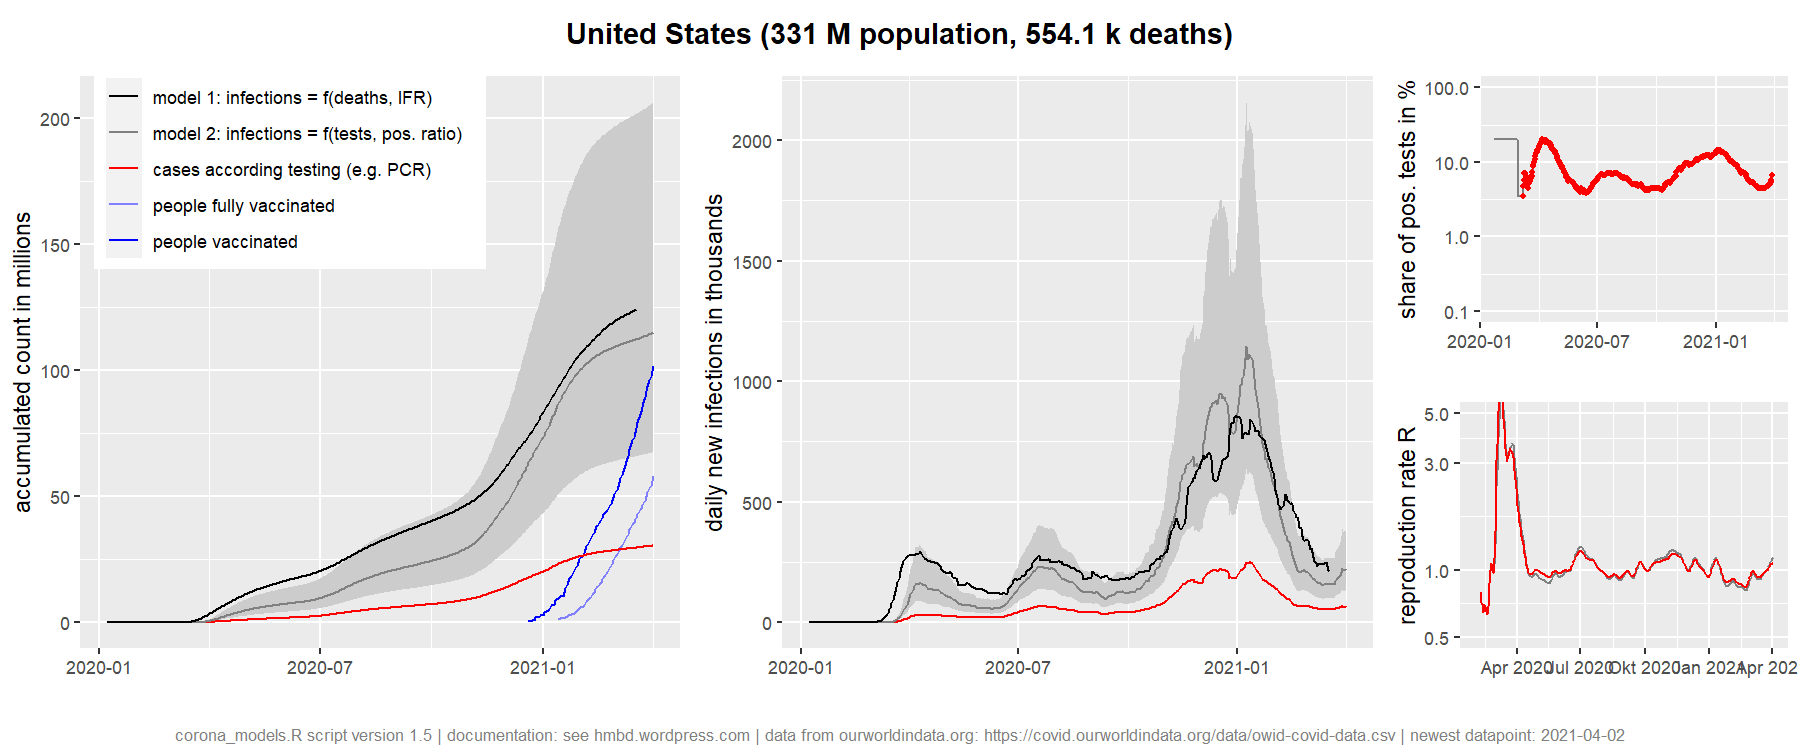 United States (331 M population, 554.1 k deaths)
model 1: infections = f(deaths, IFR)
model 2: infections = f(tests, pos. ratio)
cases according testing (e.g. PCR)
people fully vaccinated
people vaccinated
accumulated count in millions
200
150
100
50
0
2020-01
2020-07
2021-01
daily new infections in thousands
2000
1500
1000
500
0
2020-01
2020-07
2021-01
share of pos. tests in %
100.0
10.0
1.0
0.1
2020-01
2020-07
2021-01
reproduction rate R
5.0
3.0
1.0
0.5
Apr 2020
Jul 2020
Okt 2020
Jan 2021
Apr 202
corona_models.R script version 1.5 | documentation: see hmbd.wordpress.com | data from ourworldindata.org: https://covid.ourworldindata.org/data/owid-covid-data.csv | newest datapoint: 2021-04-02